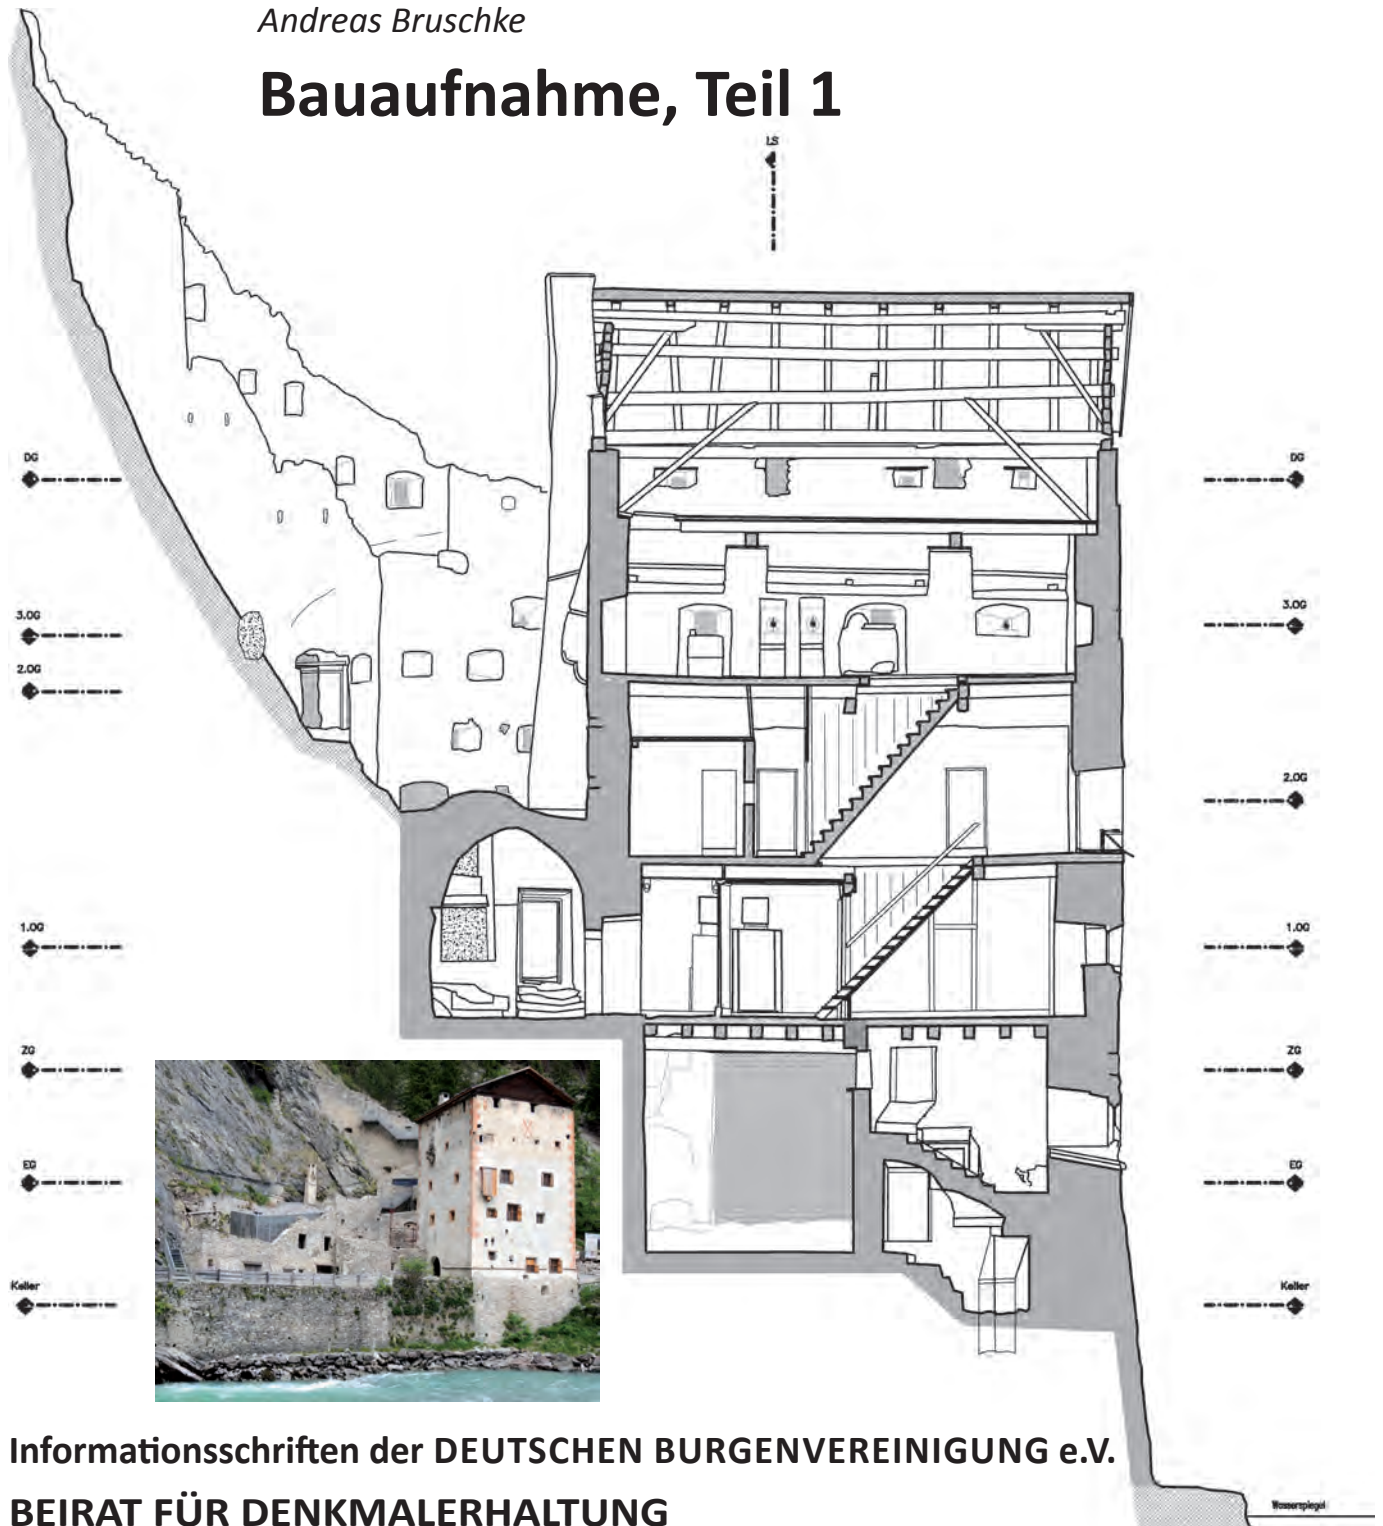 Andreas Bruschke
Bauaufnahme, Teil 1
LS
DG
DG
3.OG
3.OG
2.OG
2.OG
1.OG
1.OG
ZG
ZG
EG
EG
Keller
Keller
Informationsschriften der DEUTSCHEN BURGENVEREINIGUNG e.V.
Wasserspiegel
BEIRAT FÜR DENKMALERHALTUNG